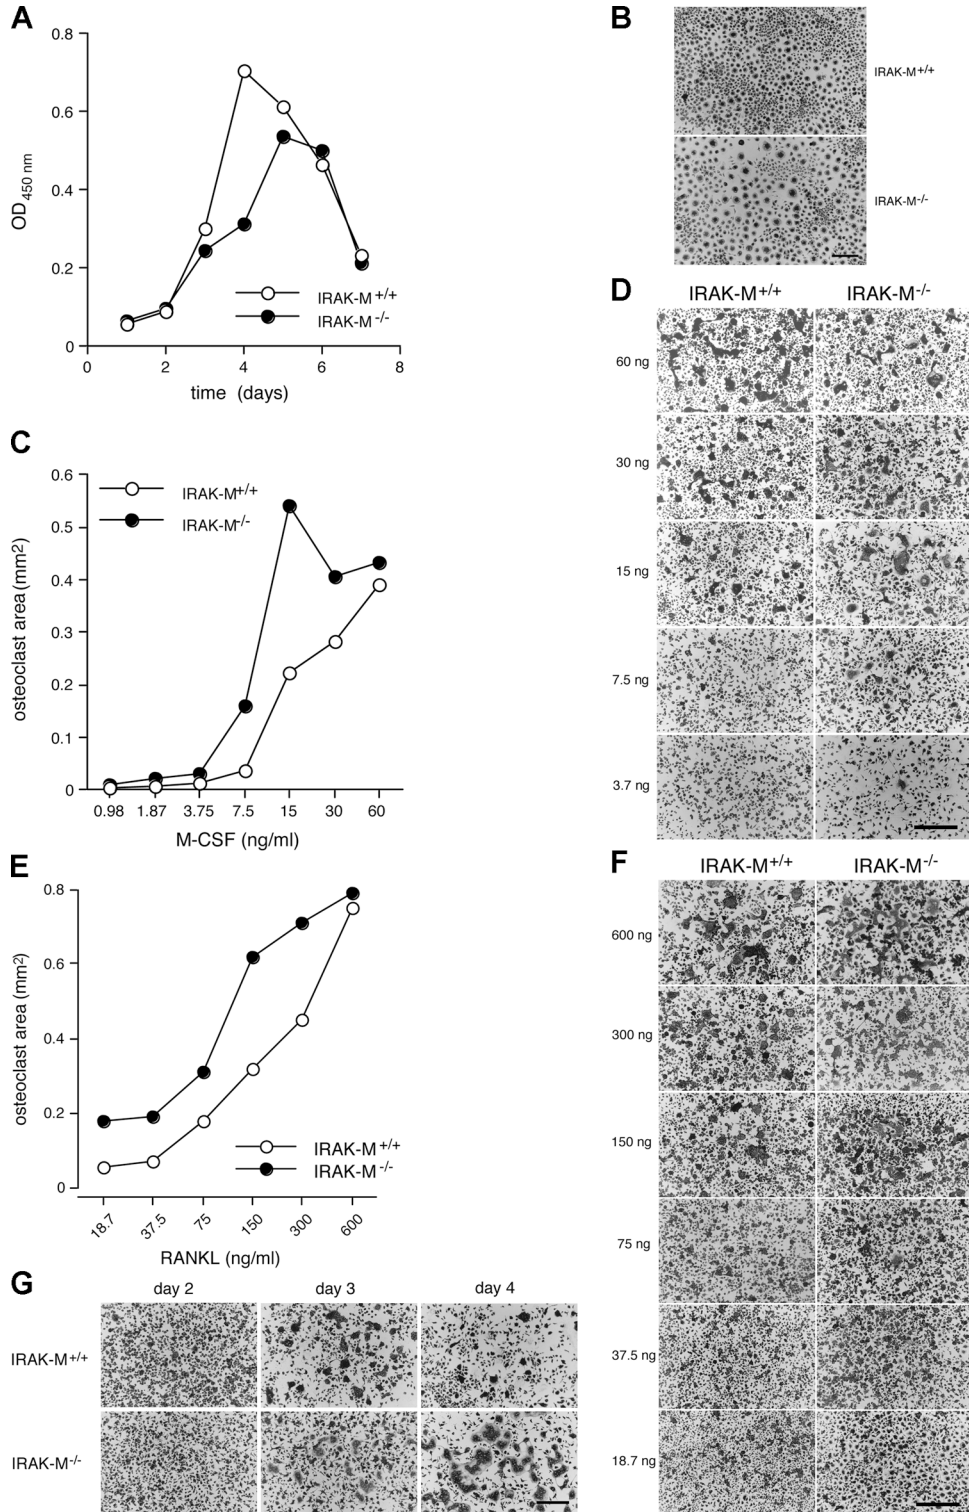 A
0.8
0.6
0.4
0.2
0
OD450 nm
0 2 4 6 8
time (days)
IRAK-M+/+
IRAK-M-/-
B
IRAK-M+/+
IRAK-M-/-
C
0.6
0.5
0.4
0.3
0.2
0.1
0
osteoclast area (mm2)
IRAK-M+/+
IRAK-M-/-
0.98 1.87 3.75 7.5 15 30 60
M-CSF (ng/ml)
D
IRAK-M+/+ IRAK-M-/-
60 ng
30 ng
15 ng
7.5 ng
3.7 ng
E
0.8
0.6
0.4
0.2
0
osteoclast area (mm2)
IRAK-M+/+
IRAK-M-/-
18.7 37.5 75 150 300 600
RANKL (ng/ml)
F
IRAK-M+/+ IRAK-M-/-
600 ng
300 ng
150 ng
75 ng
37.5 ng
18.7 ng
G
day 2 day 3 day 4
IRAK-M+/+
IRAK-M-/-